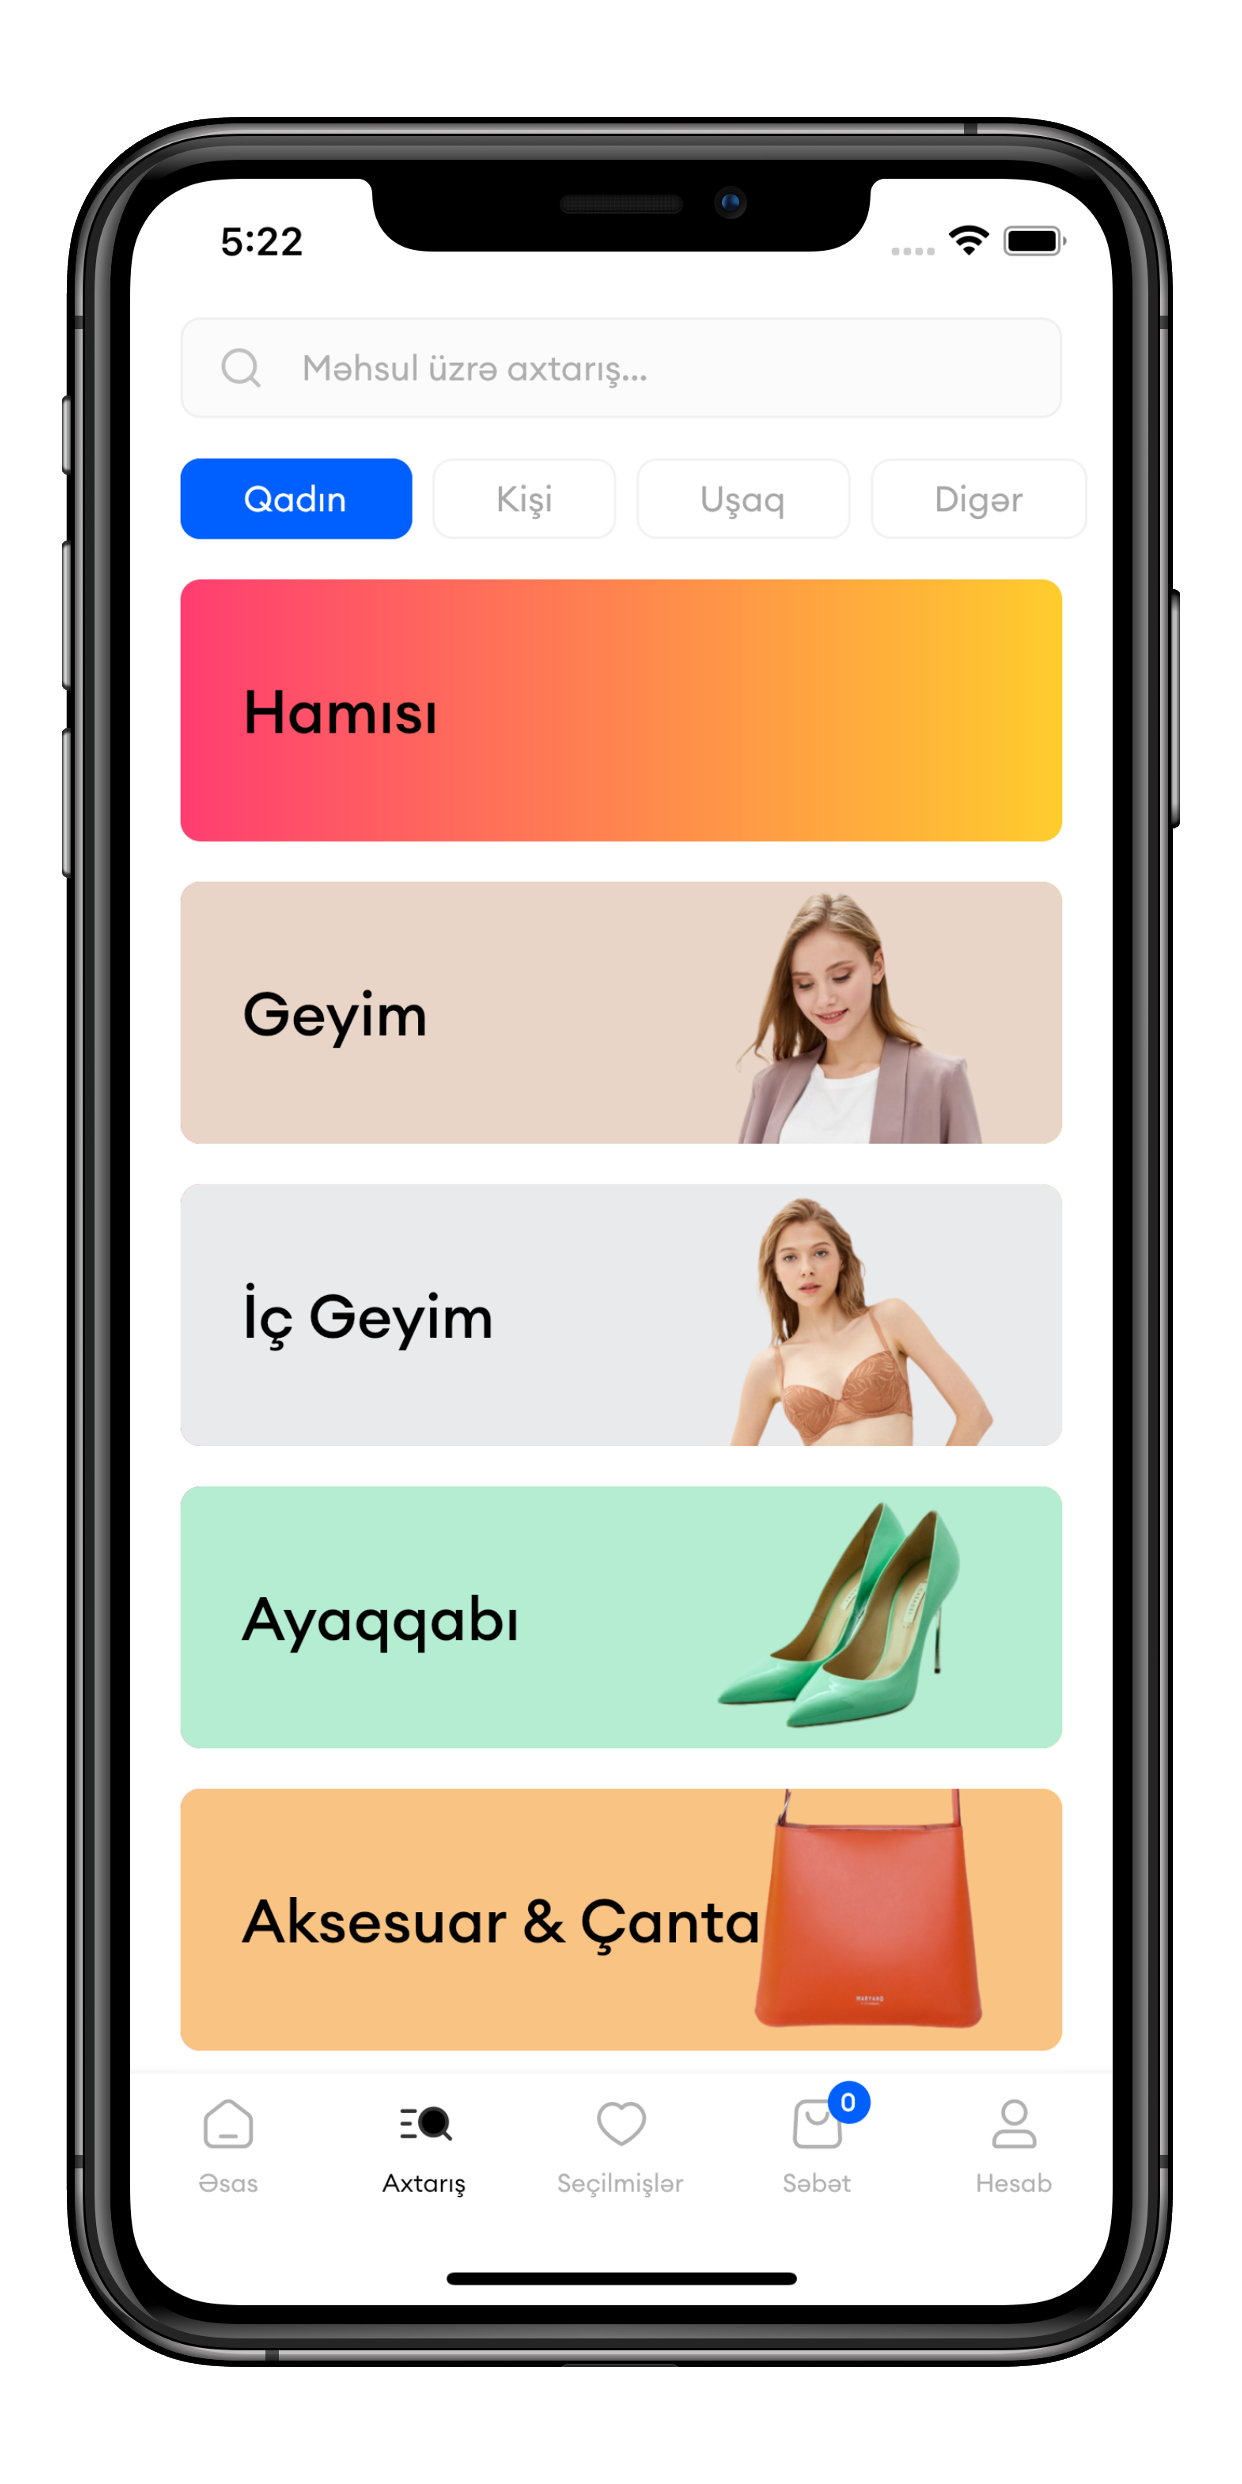 5:22
Məhsul üzrə axtarış...
Qadın Kişi Uşaq Digər
Hamısı
Geyim
İç Geyim
Ayaqqabı
Aksesuar & Çanta
0
Əsas Axtarış Seçilmişlər Səbət Hesab